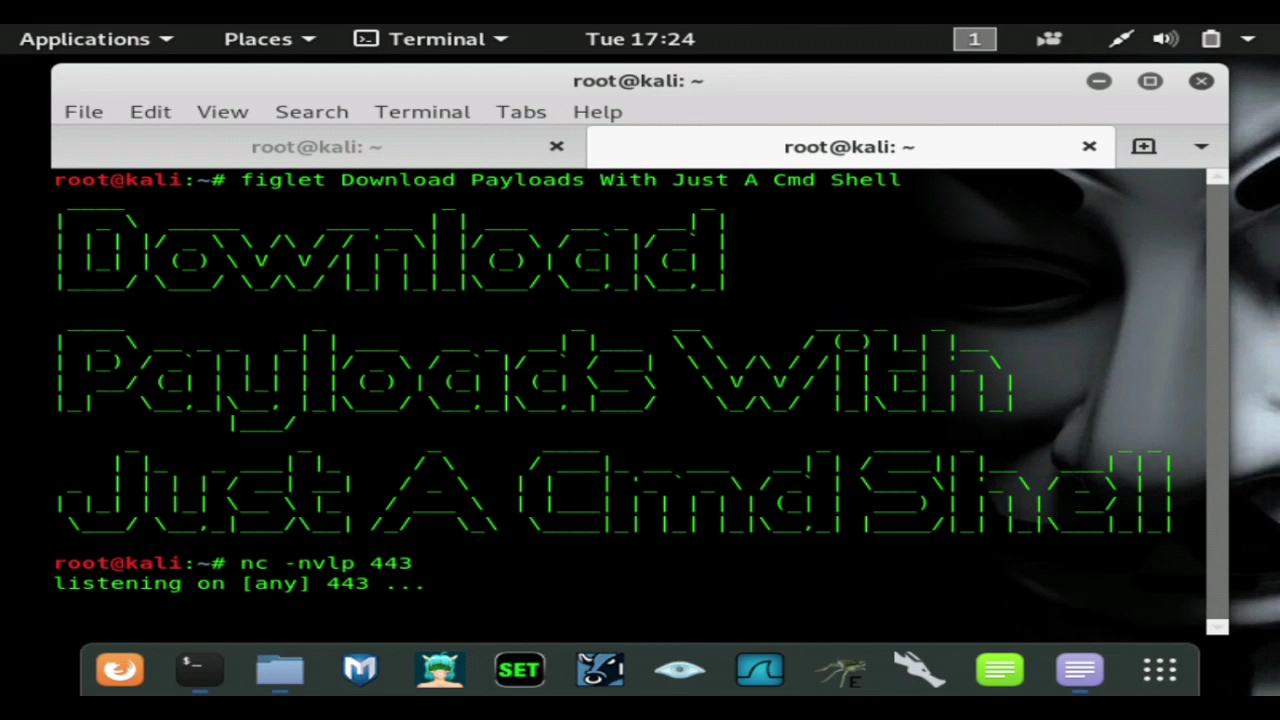 Applications Places Terminal Tue 17:24 1
root@kali: ~
File Edit View Search Terminal Tabs Help
root@kali: ~ root@kali: ~
root@kali:~# figlet Download Payloads With Just A Cmd Shell
Download
Payloads With
Just A Cmd Shell
root@kali:~# nc -nvlp 443
listening on [any] 443 ...
SET E